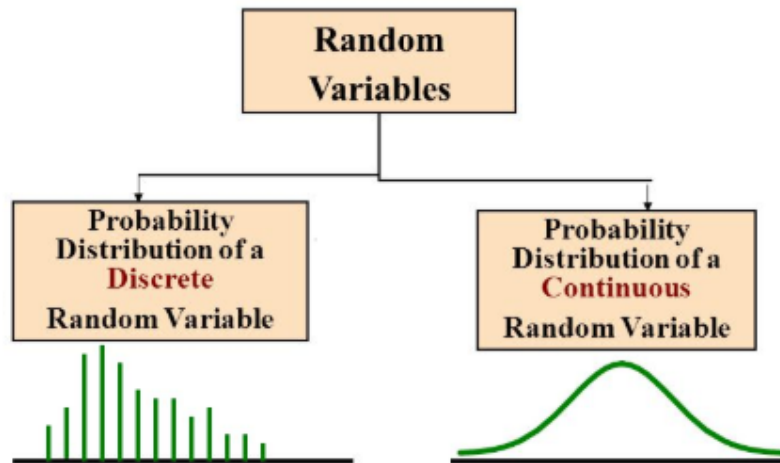 Random
Variables
Probability
Distribution of a
Discrete
Random Variable
Probability
Distribution of a
Continuous
Random Variable